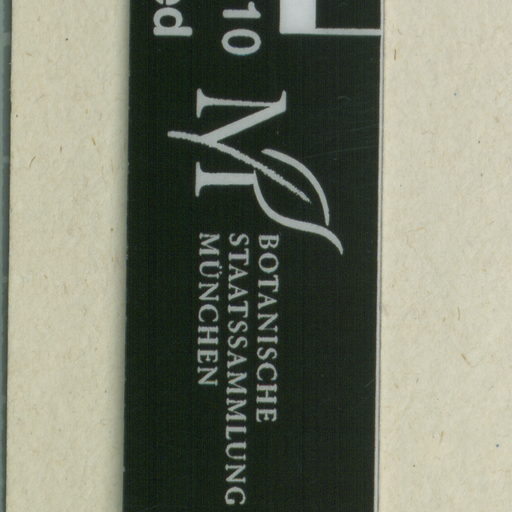 10
ed
BOTANISCHE
STAATSSAMMLUNG
MÜNCHEN